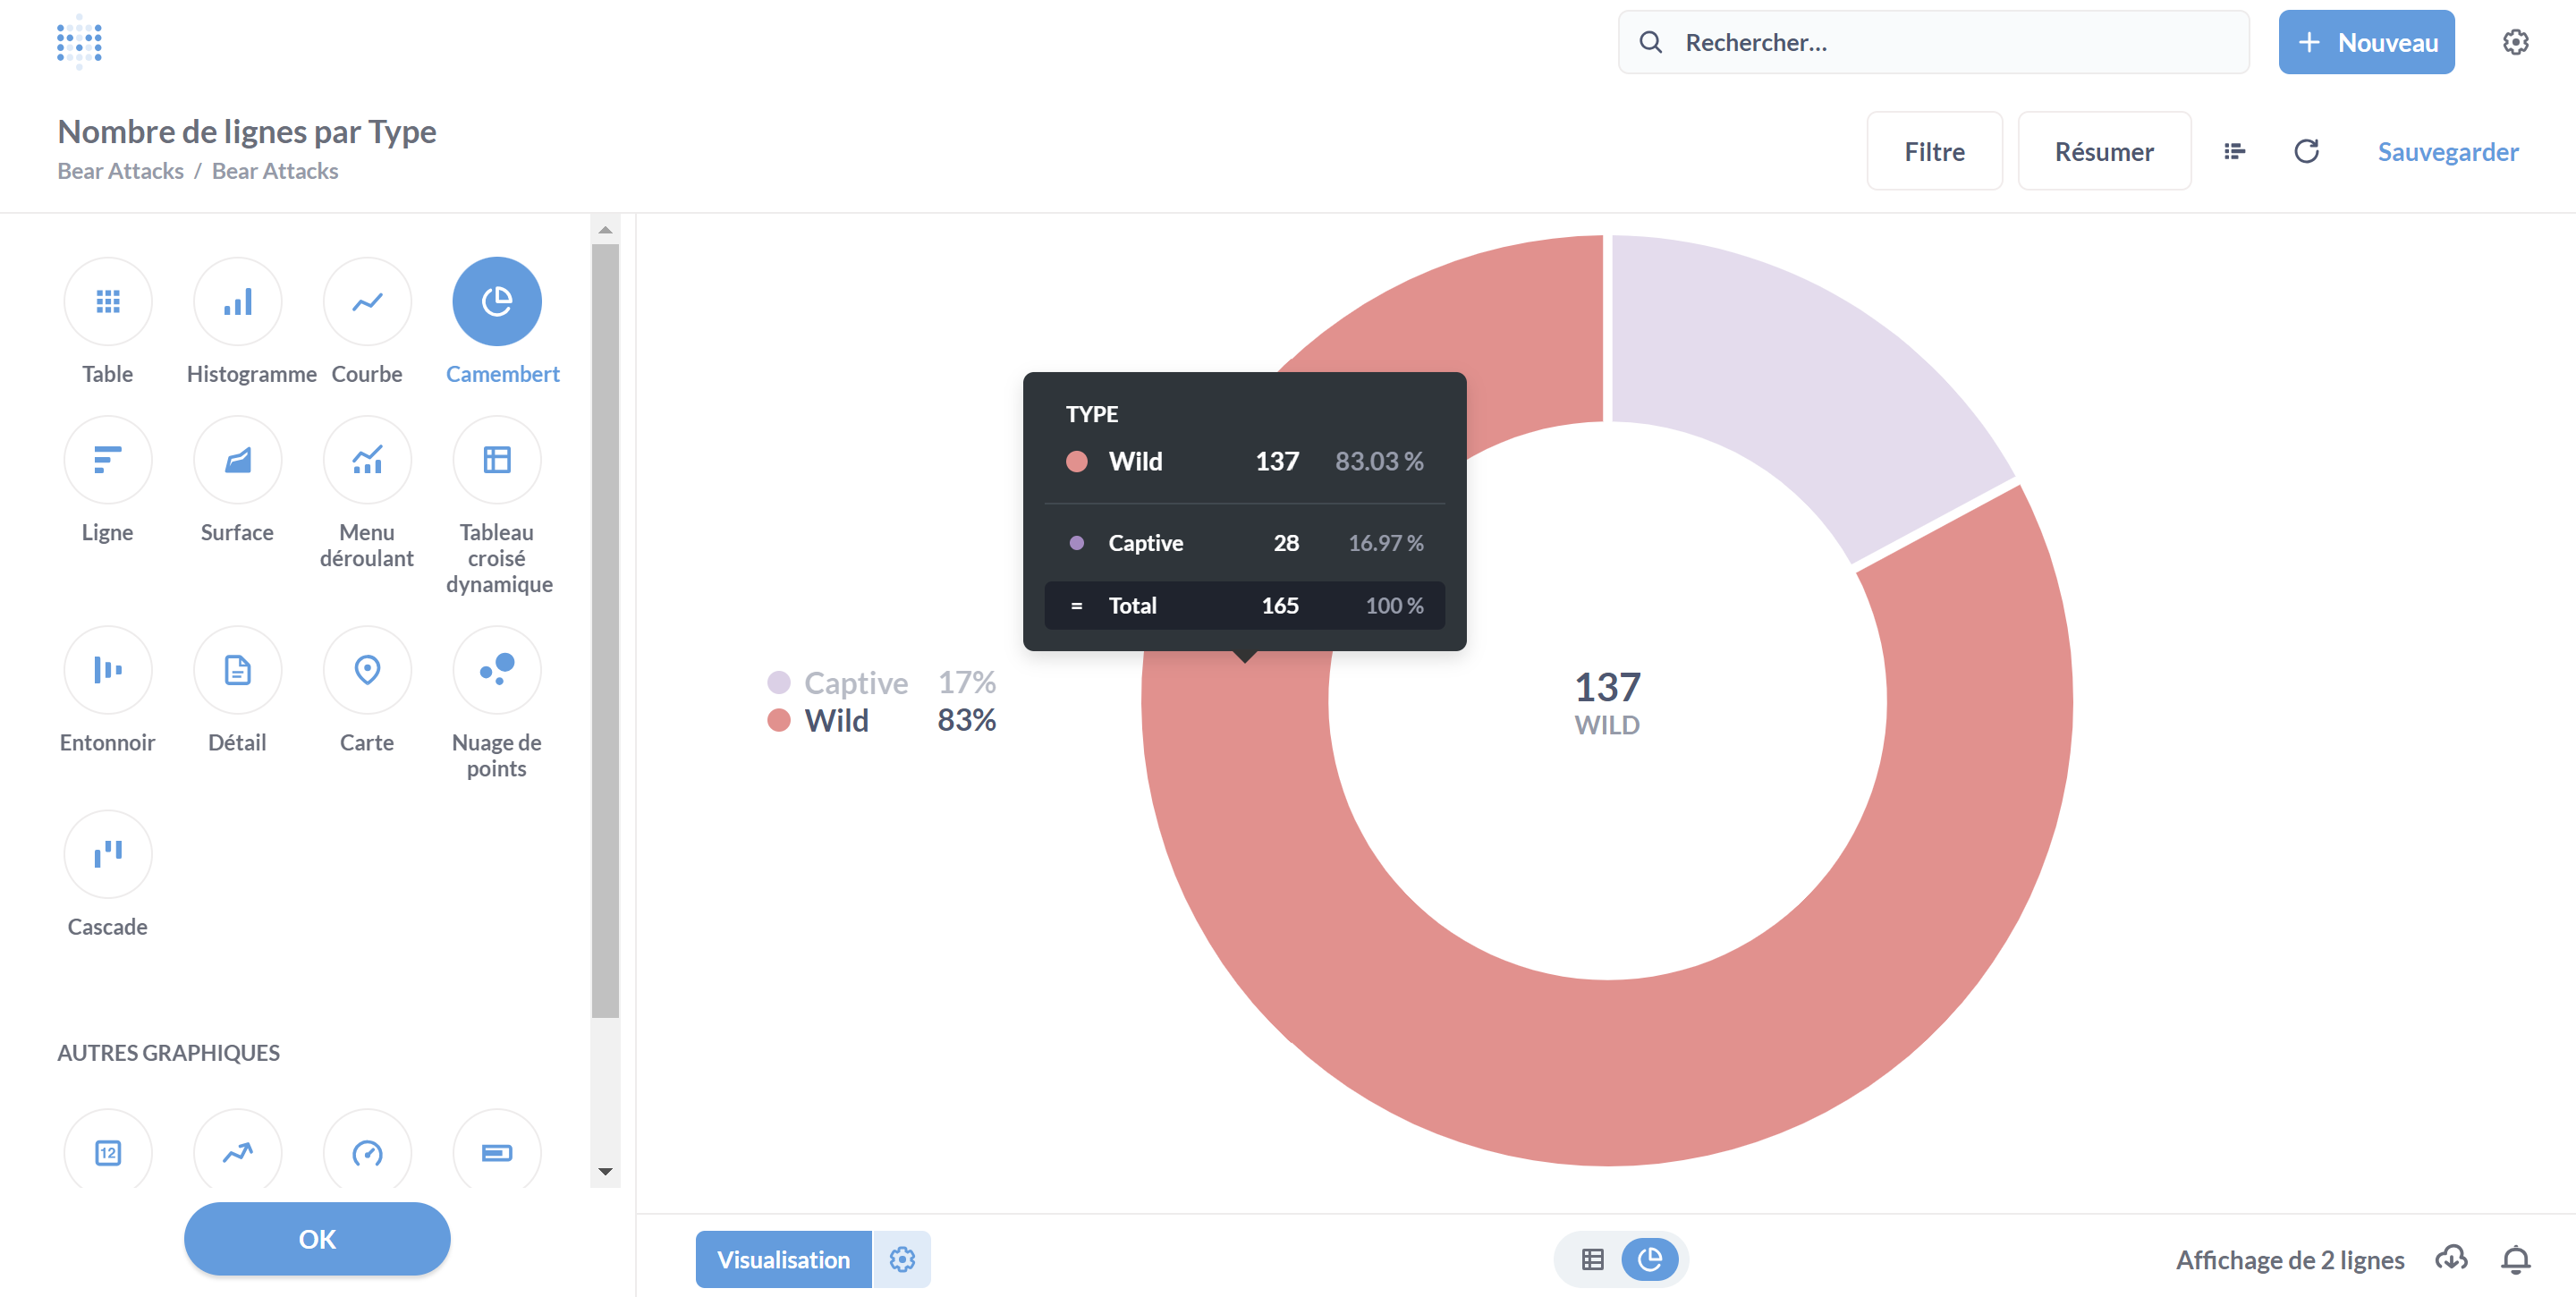 Rechercher...
+ Nouveau
Nombre de lignes par Type
Bear Attacks / Bear Attacks
Filtre
Résumer
Sauvegarder
Table
Histogramme
Courbe
Camembert
Ligne
Surface
Menu
déroulant
Tableau
croisé
dynamique
Entonnoir
Détail
Carte
Nuage de
points
Cascade
AUTRES GRAPHIQUES
12
OK
TYPE
Wild 137 83.03 %
Captive 28 16.97 %
= Total 165 100 %
Captive 17%
Wild 83%
137
WILD
Visualisation
Affichage de 2 lignes